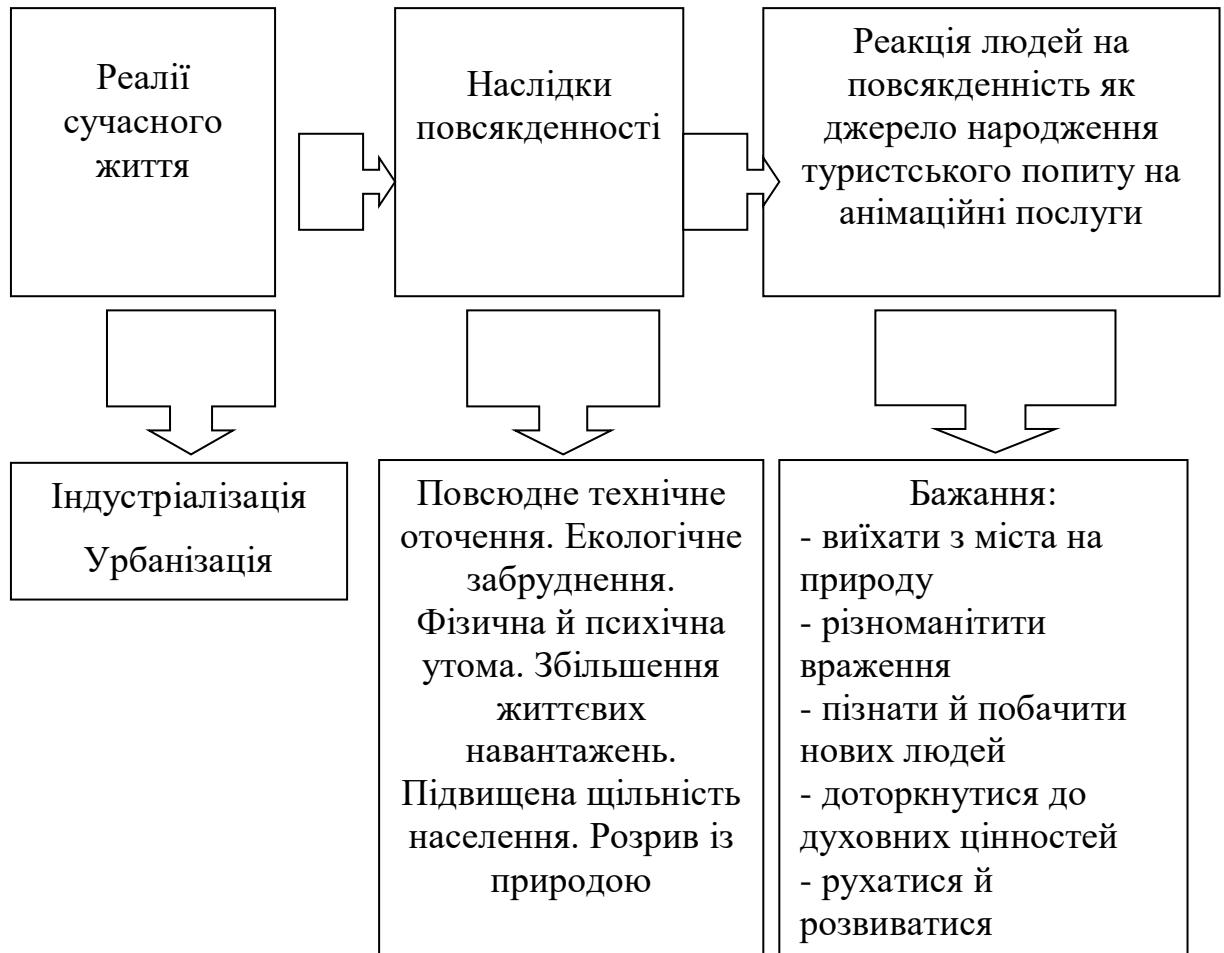 Реалії
сучасного
життя
Наслідки
повсякденності
Реакція людей на
повсякденність як
джерело народження
туристського попиту на
анімаційні послуги
Індустріалізація
Урбанізація
Повсюдне технічне
оточення. Екологічне
забруднення.
Фізична й психічна
утома. Збільшення
життєвих
навантажень.
Підвищена щільність
населення. Розрив із
природою
Бажання:
- виїхати з міста на
природу
- різноманітити
враження
- пізнати й побачити
нових людей
- доторкнутися до
духовних цінностей
- рухатися й
розвиватися